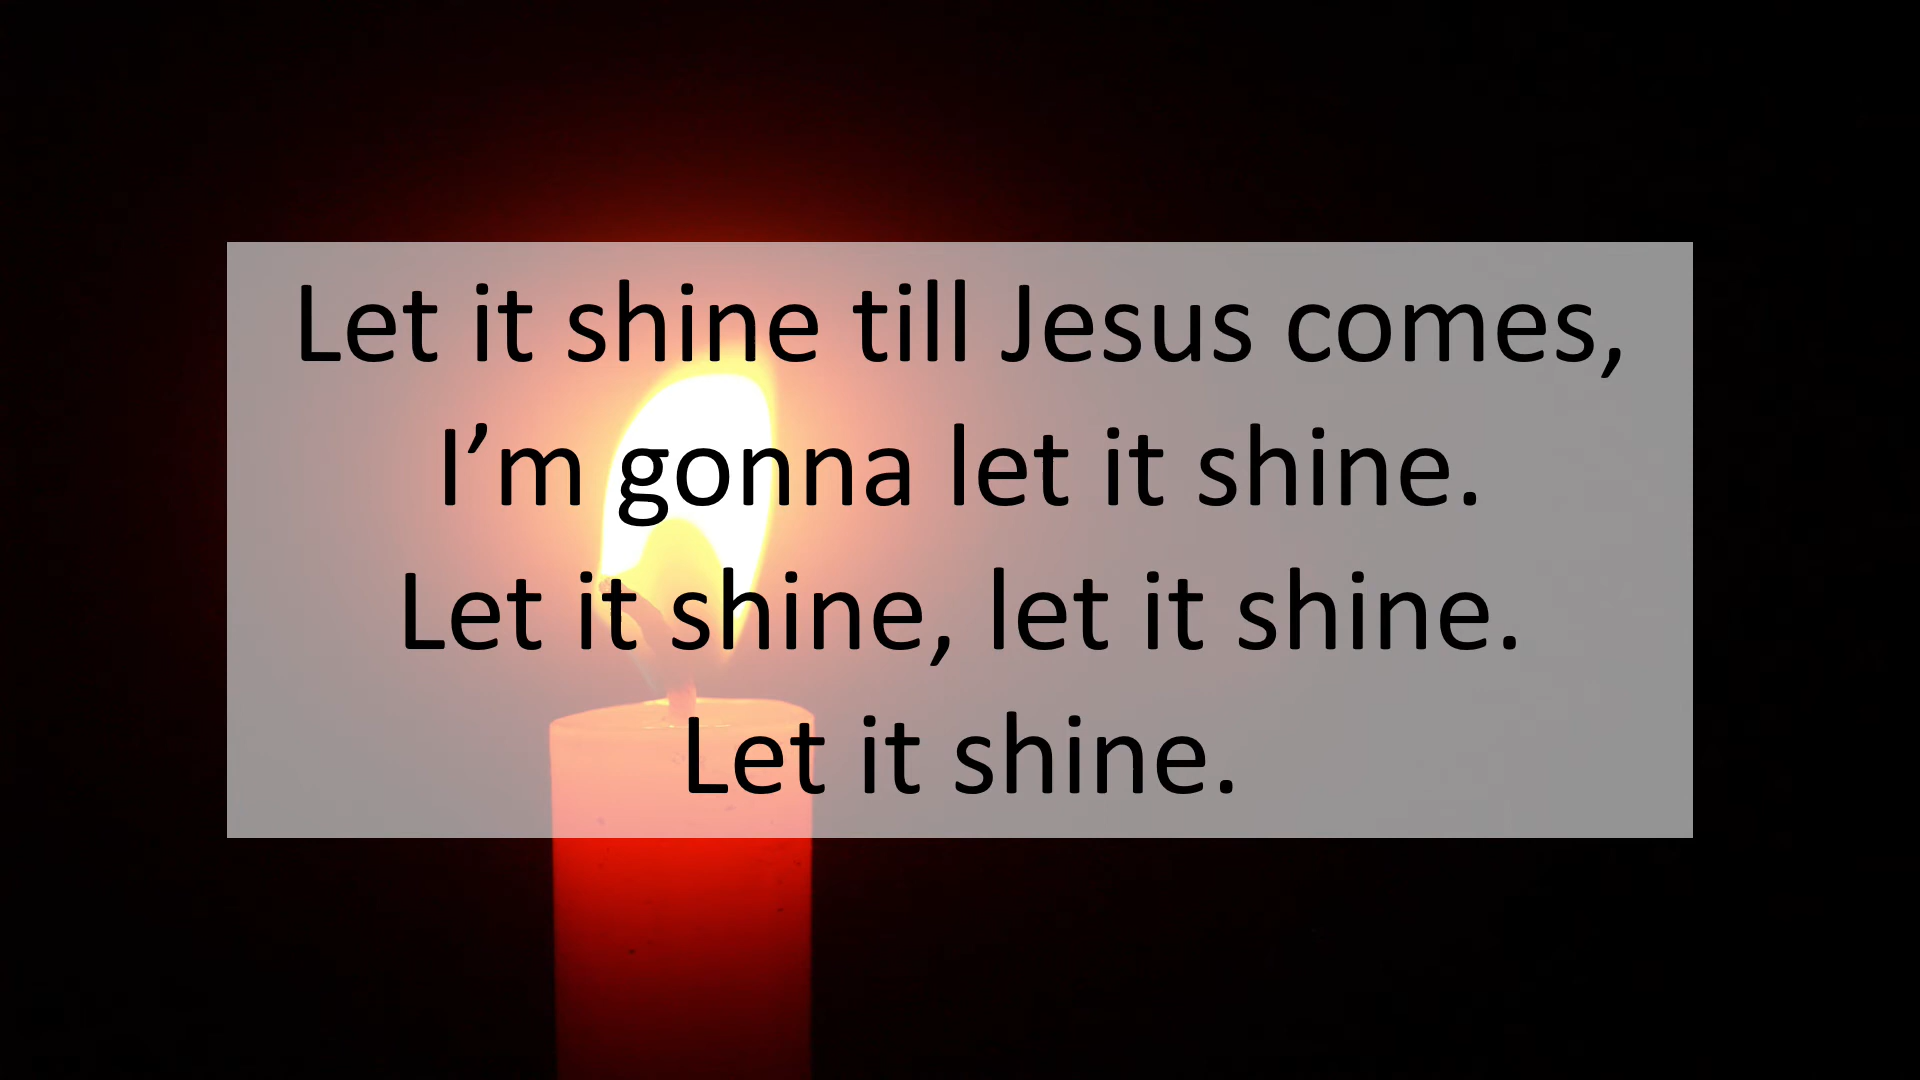 Let it shine till Jesus comes,
I’m gonna let it shine.
Let it shine, let it shine.
Let it shine.